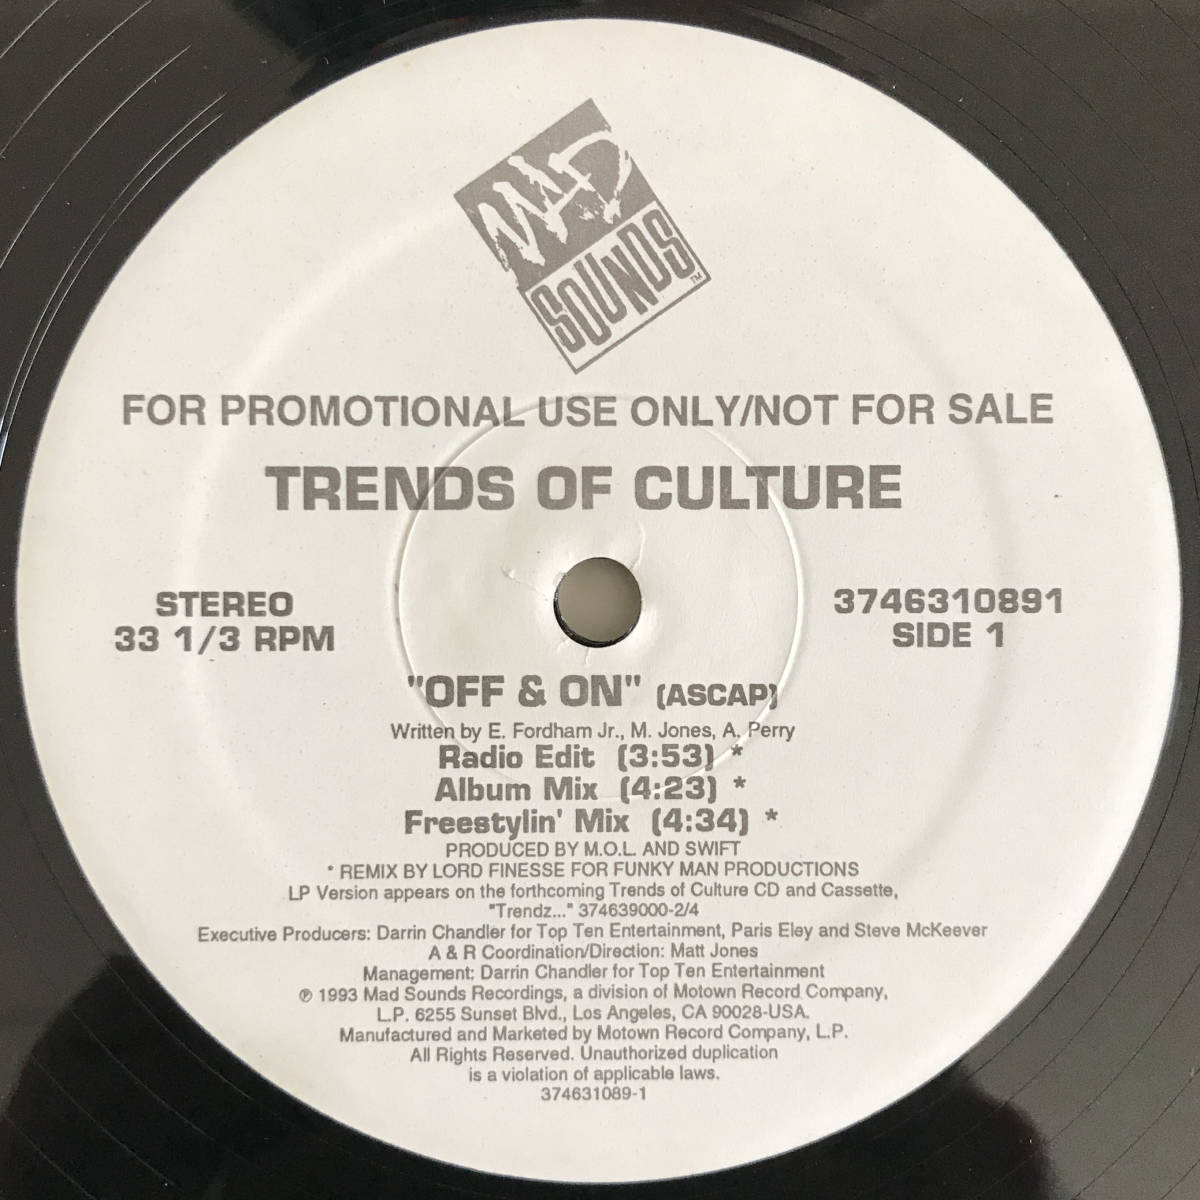 MAD
SOUNDS™
FOR PROMOTIONAL USE ONLY/NOT FOR SALE
TRENDS OF CULTURE
STEREO
33 1/3 RPM
3746310891
SIDE 1
"OFF & ON" (ASCAP)
Written by E. Fordham Jr., M. Jones, A. Perry
Radio Edit (3:53) *
Album Mix (4:23) *
Freestylin' Mix (4:34) *
PRODUCED BY M.O.L. AND SWIFT
* REMIX BY LORD FINESSE FOR FUNKY MAN PRODUCTIONS
LP Version appears on the forthcoming Trends of Culture CD and Cassette,
"Trendz..." 374639000-2/4
Executive Producers: Darrin Chandler for Top Ten Entertainment, Paris Eley and Steve McKeever
A & R Coordination/Direction: Matt Jones
Management: Darrin Chandler for Top Ten Entertainment
℗ 1993 Mad Sounds Recordings, a division of Motown Record Company,
L.P. 6255 Sunset Blvd., Los Angeles, CA 90028-USA.
Manufactured and Marketed by Motown Record Company, L.P.
All Rights Reserved. Unauthorized duplication
is a violation of applicable laws.
374631089-1